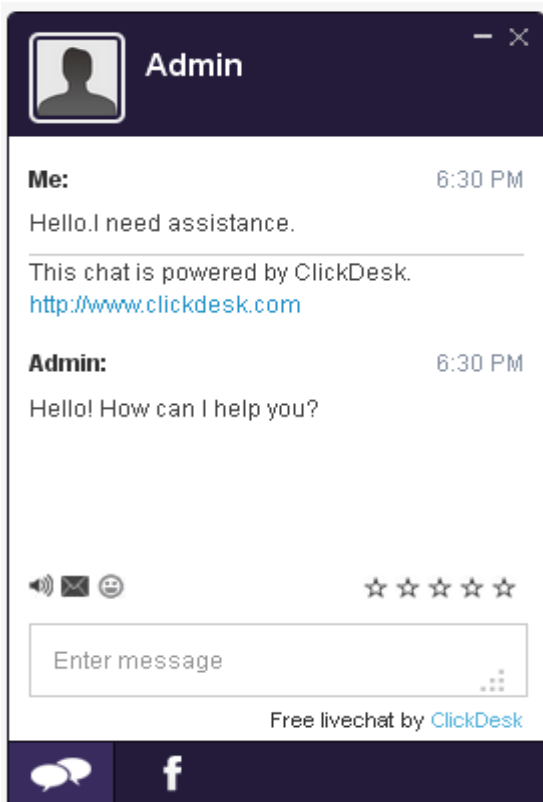 Admin
Me: 6:30 PM
Hello.I need assistance.
This chat is powered by ClickDesk.
http://www.clickdesk.com
Admin: 6:30 PM
Hello! How can I help you?
Enter message
Free livechat by ClickDesk
f